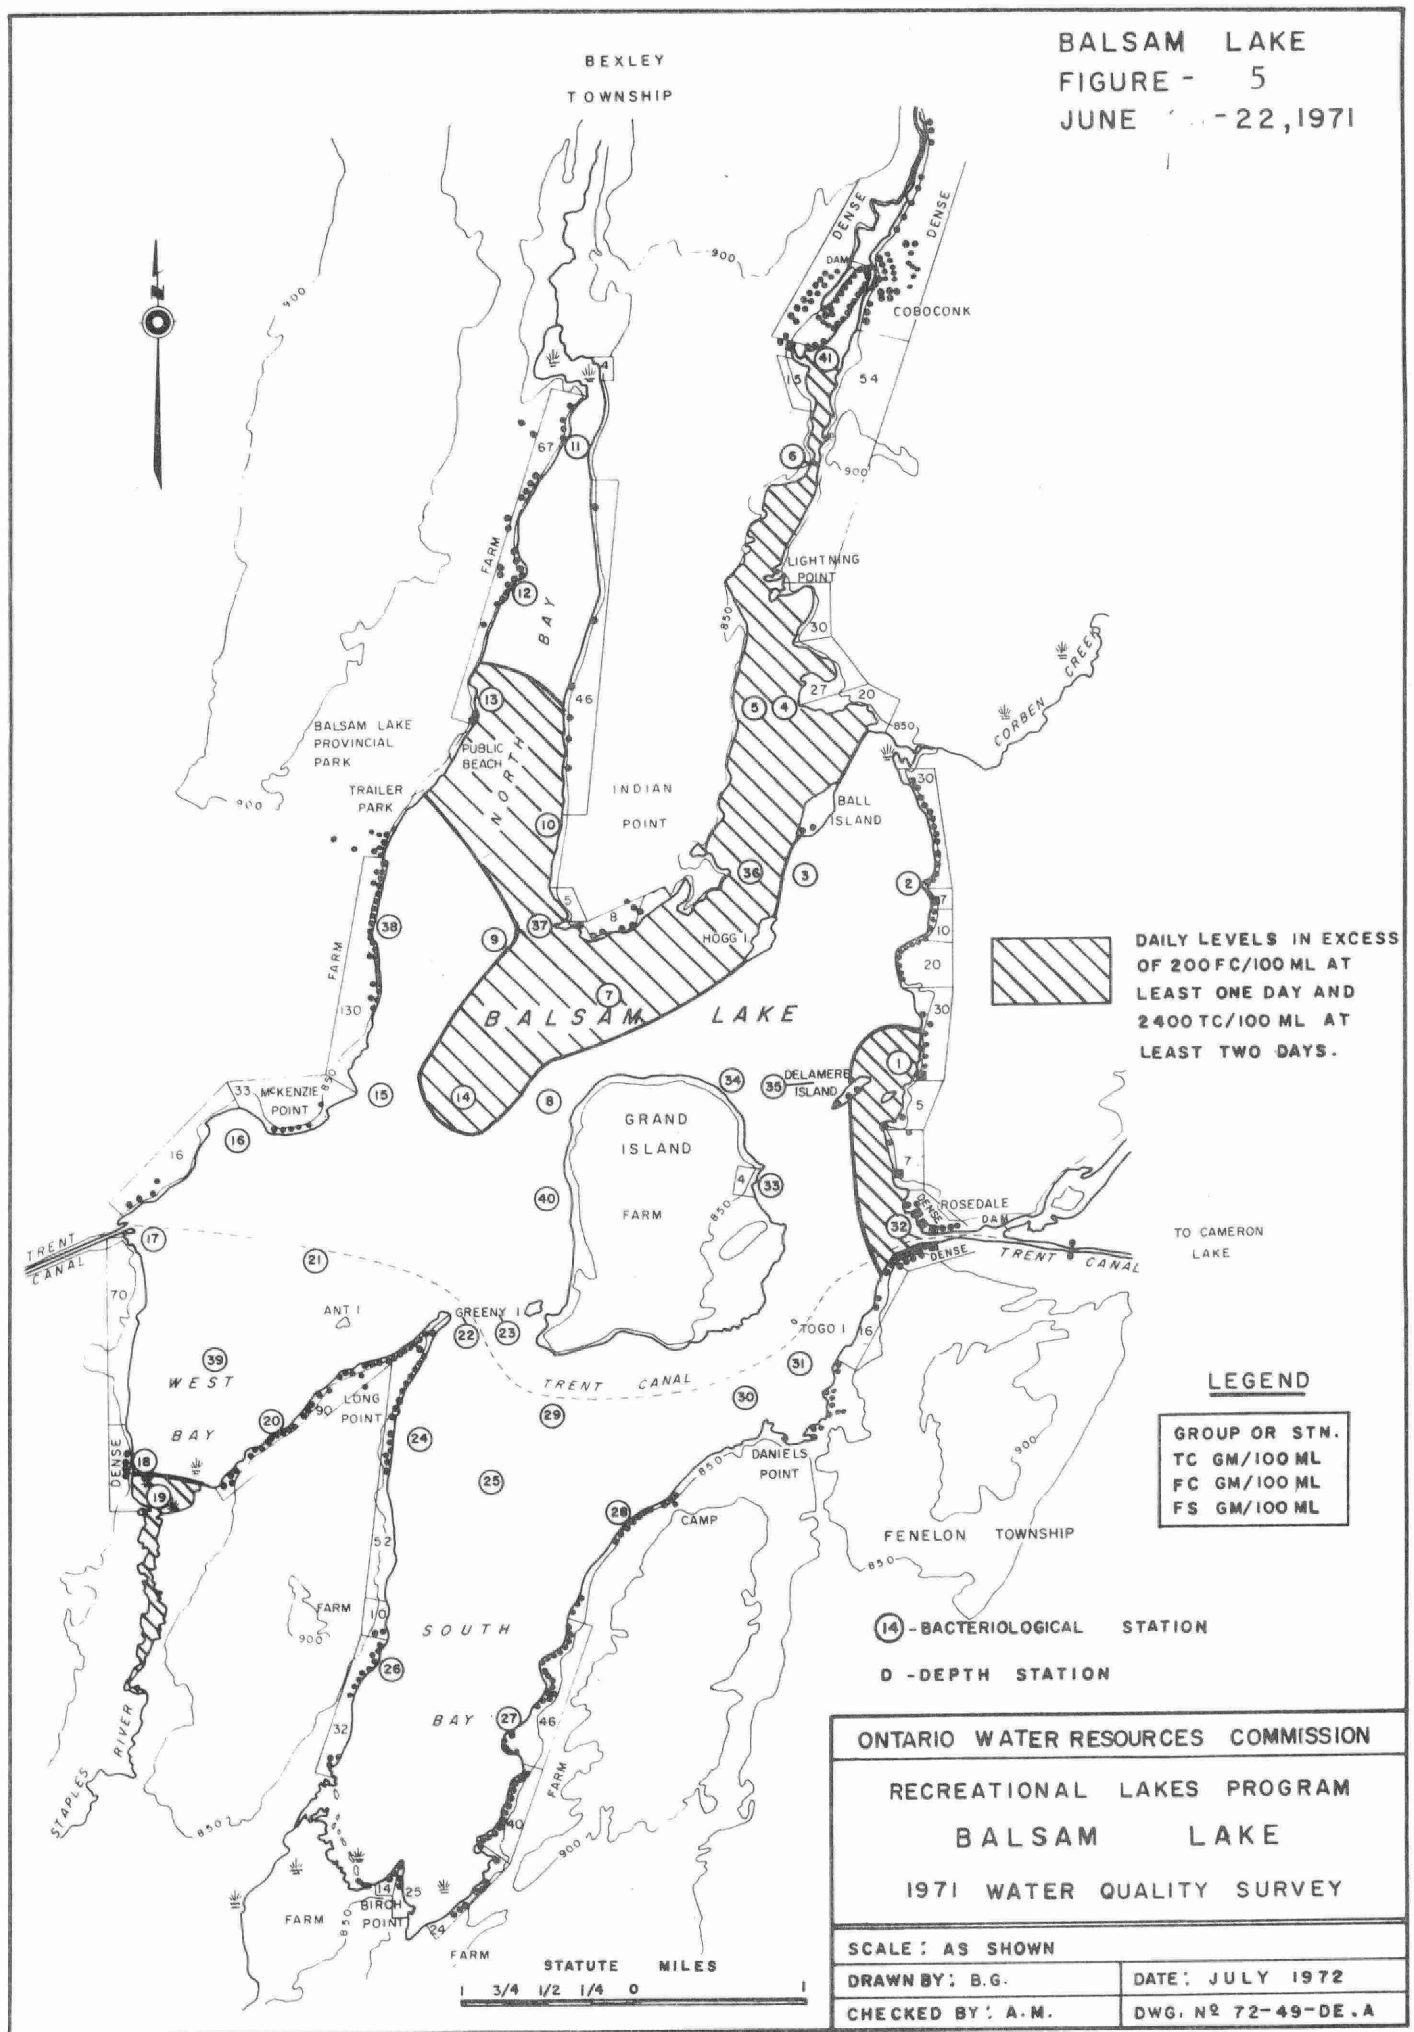 BALSAM LAKE
FIGURE - 5
JUNE -22,1971
BEXLEY
TOWNSHIP
DENSE
DENSE
900
900
DAM
COBOCONK
4
41
15
54
67
11
6
900
FARM
LIGHTNING
POINT
12
BAY
850
30
CORBEN CREEK
13
46
5
4
27
20
850
BALSAM LAKE
PROVINCIAL
PARK
PUBLIC
BEACH
NORTH
TRAILER
PARK
900
INDIAN
POINT
30
BALL
ISLAND
10
36
3
2
5
8
7
10
38
37
9
HOGG I.
20
DAILY LEVELS IN EXCESS
OF 200FC/100 ML AT
LEAST ONE DAY AND
2400 TC/100 ML AT
LEAST TWO DAYS.
FARM
130
7
30
BALSAM LAKE
1
33
McKENZIE
POINT
850
15
14
8
34
35
DELAMERE
ISLAND
5
GRAND
ISLAND
16
16
7
4
33
40
FARM
850
DENSE
ROSEDALE
DAM
32
DENSE
TRENT CANAL
TO CAMERON
LAKE
TRENT
CANAL
17
21
70
ANT I
GREENY I
22
23
TOGO I
16
39
WEST
BAY
31
TRENT CANAL
30
LONG
POINT
90
20
24
29
DENSE
18
19
25
850
DANIELS
POINT
900
28
CAMP
FENELON TOWNSHIP
850
LEGEND
GROUP OR STN.
TC GM/100 ML
FC GM/100 ML
FS GM/100 ML
52
FARM
900
10
SOUTH
BAY
26
14 -BACTERIOLOGICAL STATION
D -DEPTH STATION
32
27
46
FARM
STAPLES RIVER
850
40
900
14
25
BIRCH
POINT
FARM
850
24
FARM
STATUTE MILES
1 3/4 1/2 1/4 0 1
ONTARIO WATER RESOURCES COMMISSION
RECREATIONAL LAKES PROGRAM
BALSAM LAKE
1971 WATER QUALITY SURVEY
SCALE: AS SHOWN
DRAWN BY: B.G.
DATE: JULY 1972
CHECKED BY: A.M.
DWG. Nº 72-49-DE.A